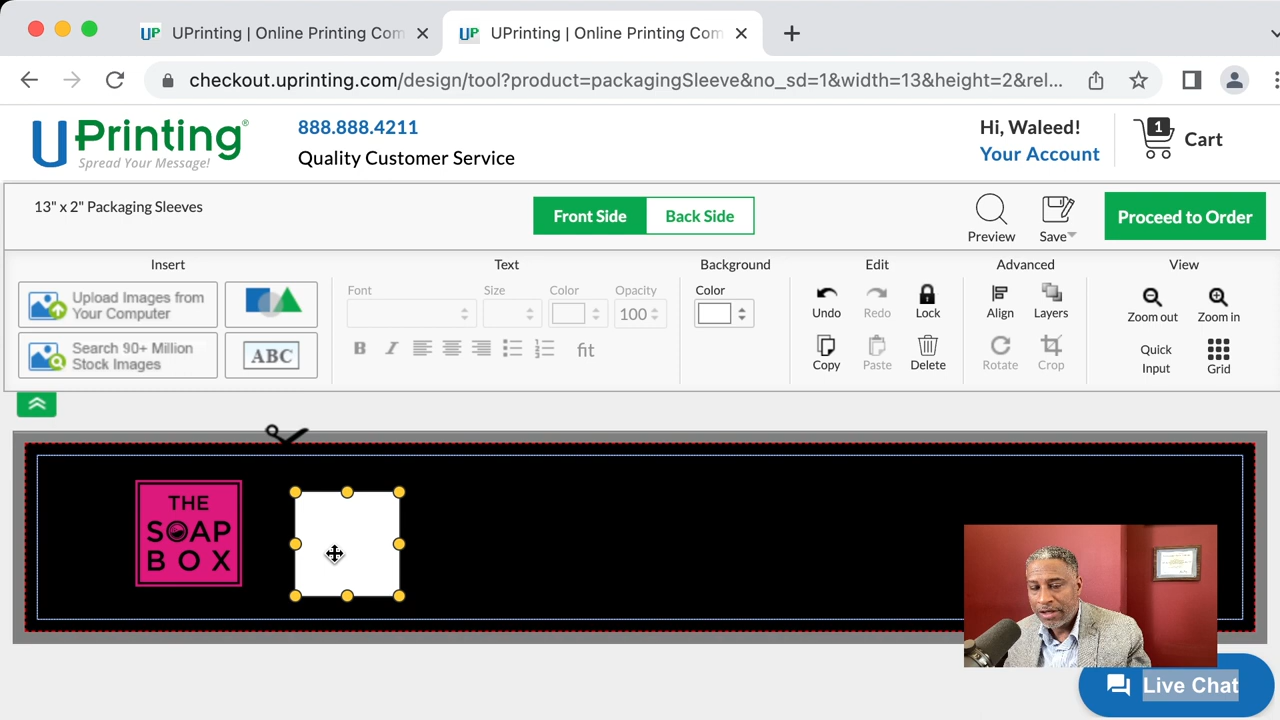 UPrinting | Online Printing Com
UPrinting | Online Printing Com
checkout.uprinting.com/design/tool?product=packagingSleeve&no_sd=1&width=13&height=2&rel...
UPrinting®
Spread Your Message!
888.888.4211
Quality Customer Service
Hi, Waleed!
Your Account
1
Cart
13" x 2" Packaging Sleeves
Front Side
Back Side
Preview
Save
Proceed to Order
Insert
Text
Background
Edit
Advanced
View
Upload Images from
Your Computer
Search 90+ Million
Stock Images
ABC
Font
Size
Color
Opacity
100
B
I
fit
Color
Undo
Redo
Lock
Copy
Paste
Delete
Align
Layers
Rotate
Crop
Zoom out
Zoom in
Quick
Input
Grid
THE
SOAP
BOX
Live Chat